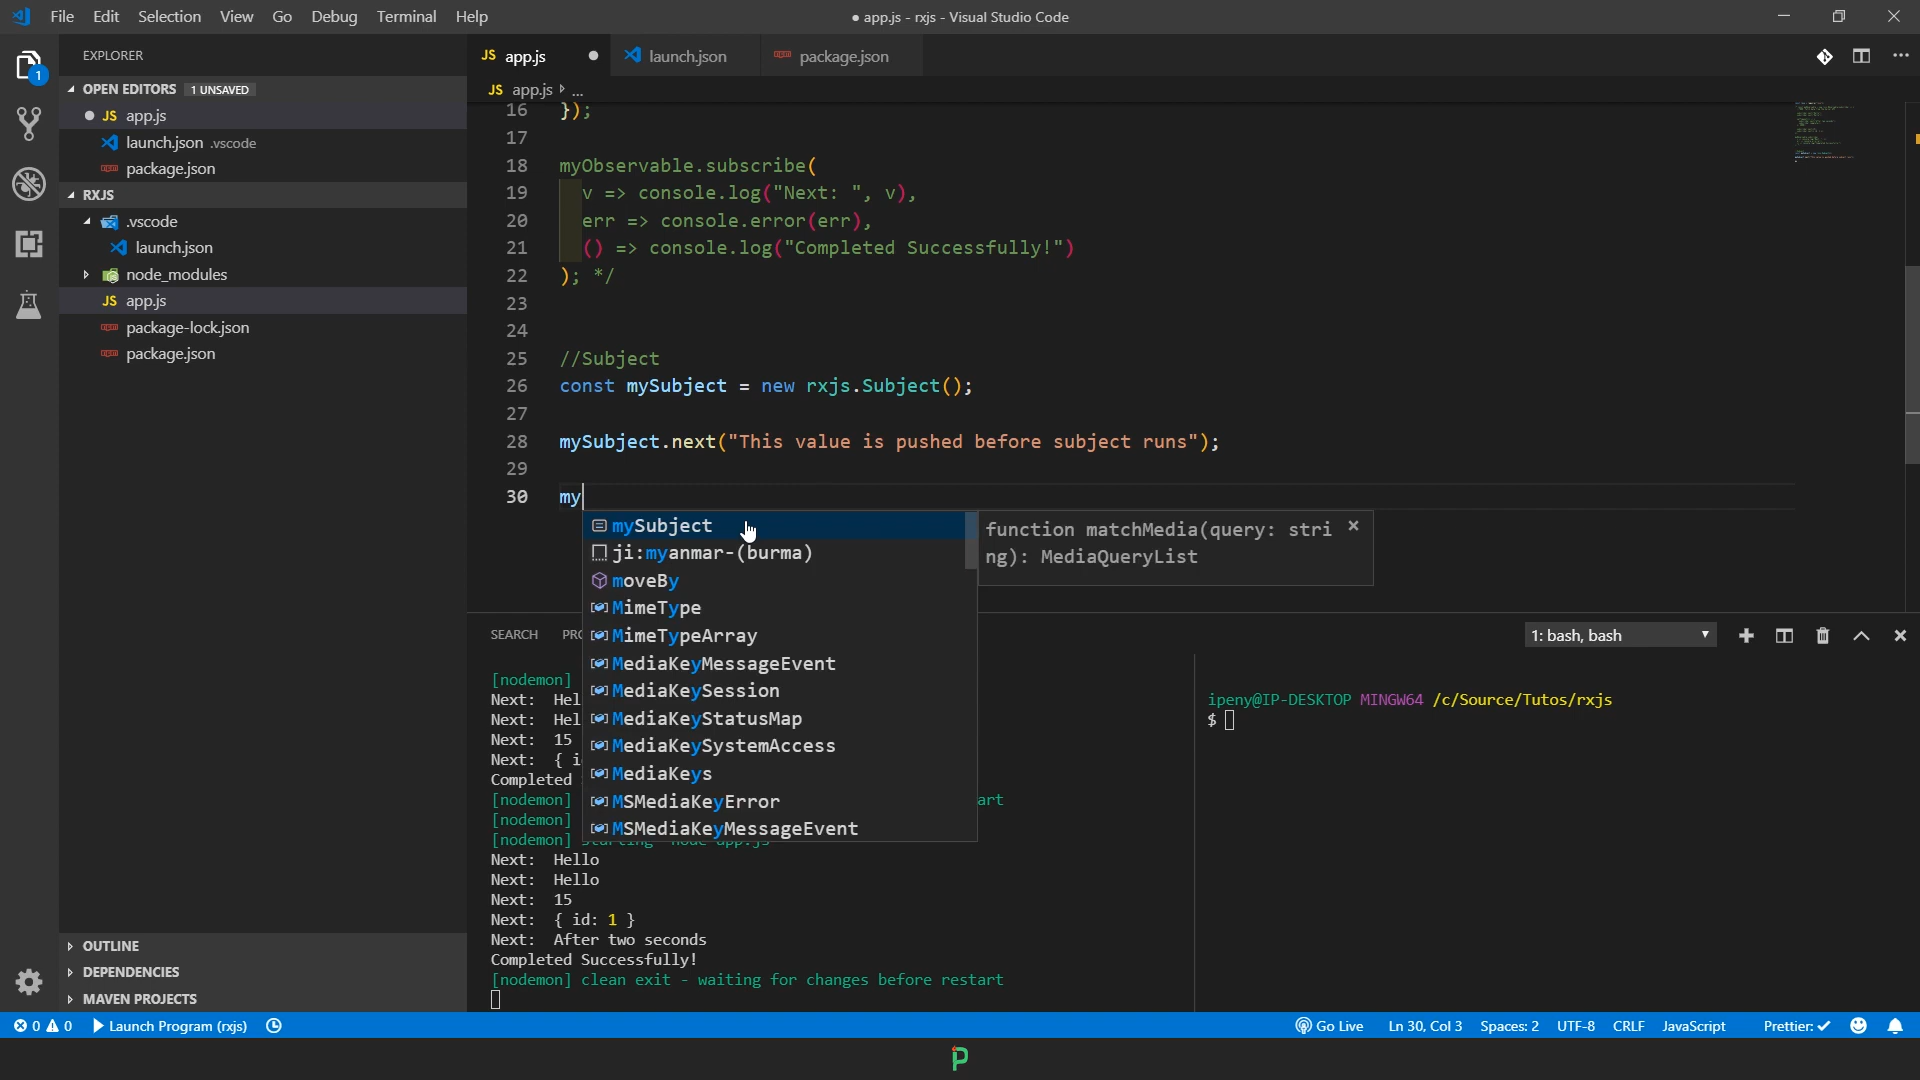 File Edit Selection View Go Debug Terminal Help
● app.js - rxjs - Visual Studio Code
EXPLORER
OPEN EDITORS 1 UNSAVED
JS app.js
launch.json .vscode
package.json
RXJS
.vscode
launch.json
node_modules
JS app.js
package-lock.json
package.json
OUTLINE
DEPENDENCIES
MAVEN PROJECTS
1
JS app.js
launch.json
package.json
JS app.js ...
16 });
17
18 myObservable.subscribe(
19 v => console.log("Next: ", v),
20 err => console.error(err),
21 () => console.log("Completed Successfully!")
22 ); */
23
24
25 //Subject
26 const mySubject = new rxjs.Subject();
27
28 mySubject.next("This value is pushed before subject runs");
29
30 my
mySubject
ji:myanmar-(burma)
moveBy
MimeType
MimeTypeArray
MediaKeyMessageEvent
MediaKeySession
MediaKeyStatusMap
MediaKeySystemAccess
MediaKeys
MSMediaKeyError
MSMediaKeyMessageEvent
function matchMedia(query: stri
ng): MediaQueryList
SEARCH PRO
1: bash, bash
[nodemon]
Next: Hel
Next: Hel
Next: 15
Next: { i
Completed
[nodemon] art
[nodemon]
[nodemon] starting `node app.js`
Next: Hello
Next: Hello
Next: 15
Next: { id: 1 }
Next: After two seconds
Completed Successfully!
[nodemon] clean exit - waiting for changes before restart
ipeny@IP-DESKTOP MINGW64 /c/Source/Tutos/rxjs
$
0 0 Launch Program (rxjs)
Go Live Ln 30, Col 3 Spaces: 2 UTF-8 CRLF JavaScript Prettier: ✓